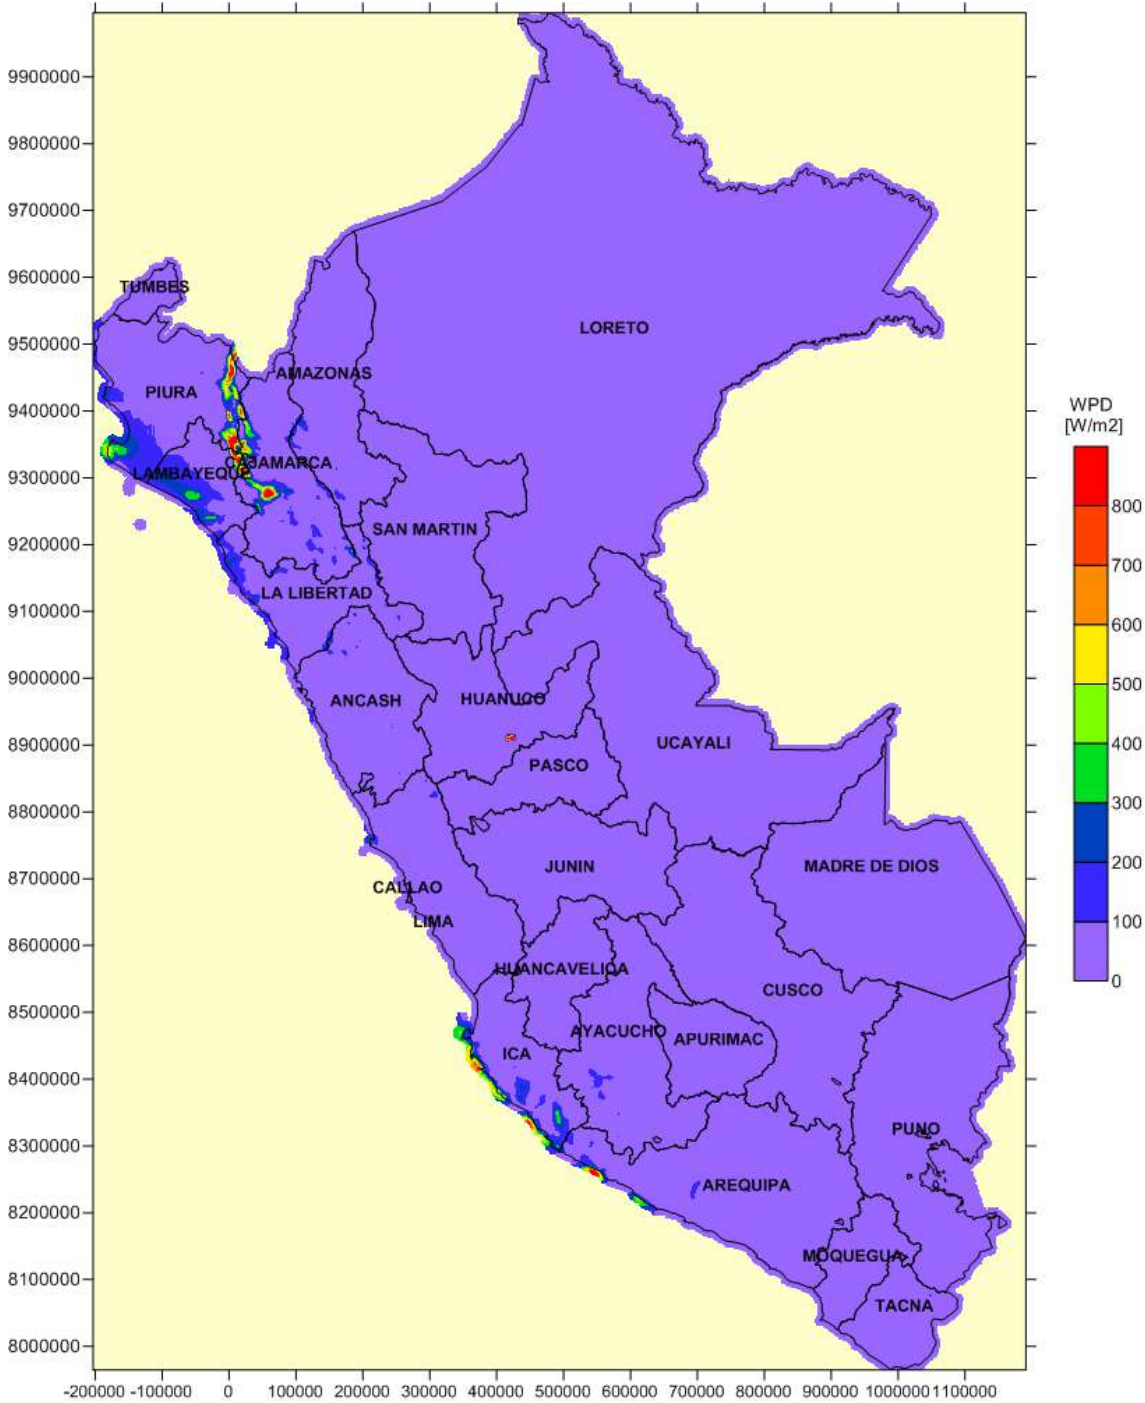 9900000
9800000
9700000
9600000
9500000
9400000
9300000
9200000
9100000
9000000
8900000
8800000
8700000
8600000
8500000
8400000
8300000
8200000
8100000
8000000
TUMBES
LORETO
AMAZONAS
PIURA
CAJAMARCA
LAMBAYEQUE
SAN MARTIN
LA LIBERTAD
ANCASH
HUANUCO
UCAYALI
PASCO
JUNIN
MADRE DE DIOS
CALLAO
LIMA
HUANCAVELICA
CUSCO
AYACUCHO
APURIMAC
ICA
PUNO
AREQUIPA
MOQUEGUA
TACNA
WPD
[W/m2]
800
700
600
500
400
300
200
100
0
-200000 -100000 0 100000 200000 300000 400000 500000 600000 700000 800000 900000 1000000 1100000